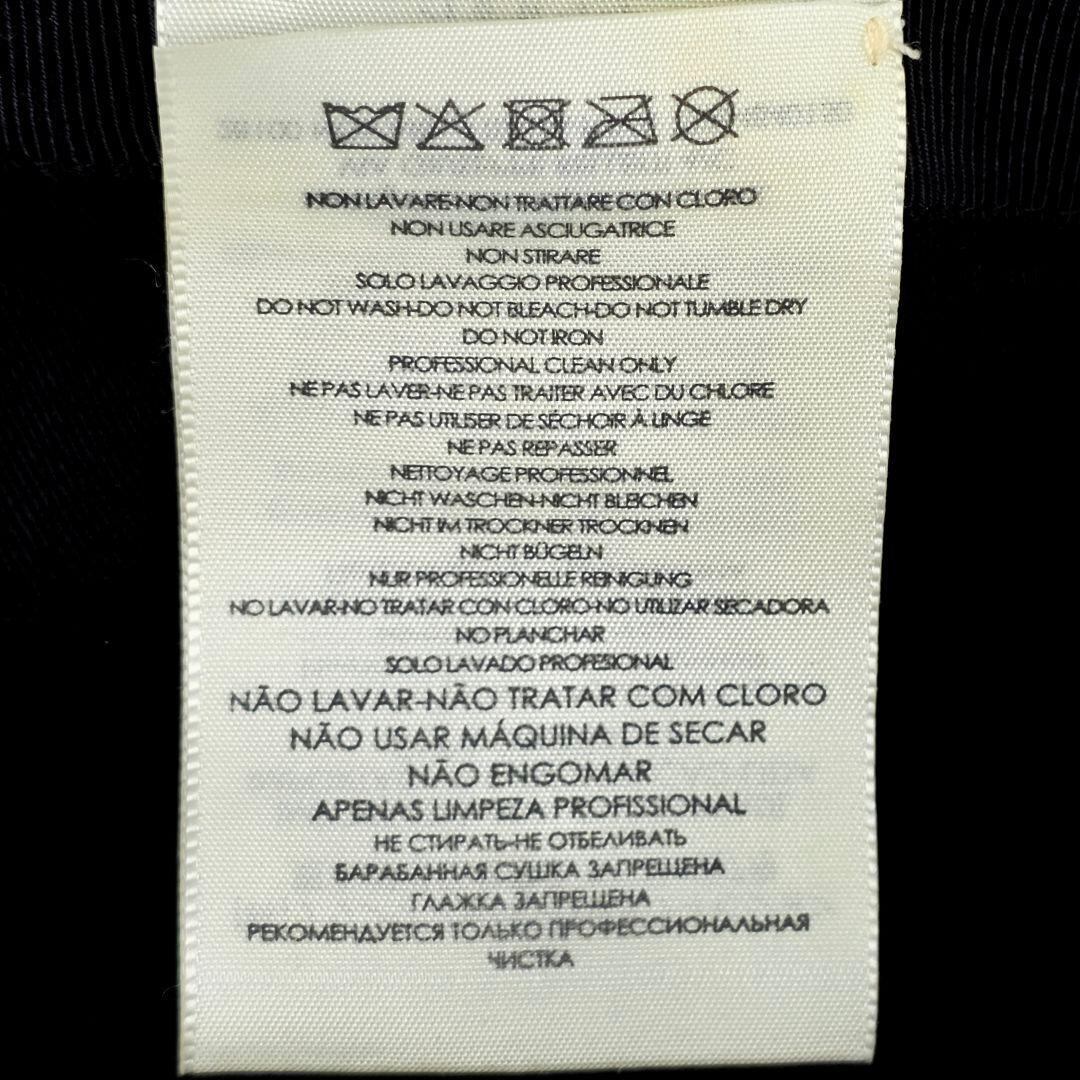 NON LAVARE-NON TRATTARE CON CLORO
NON USARE ASCIUGATRICE
NON STIRARE
SOLO LAVAGGIO PROFESSIONALE
DO NOT WASH-DO NOT BLEACH-DO NOT TUMBLE DRY
DO NOT IRON
PROFESSIONAL CLEAN ONLY
NE PAS LAVER-NE PAS TRAITER AVEC DU CHLORE
NE PAS UTILISER DE SÉCHOIR À LINGE
NE PAS REPASSER
NETTOYAGE PROFESSIONNEL
NICHT WASCHEN-NICHT BLEICHEN
NICHT IM TROCKNER TROCKNEN
NICHT BÜGELN
NUR PROFESSIONELLE REINIGUNG
NO LAVAR-NO TRATAR CON CLORO-NO UTILIZAR SECADORA
NO PLANCHAR
SOLO LAVADO PROFESIONAL
NÃO LAVAR-NÃO TRATAR COM CLORO
NÃO USAR MÁQUINA DE SECAR
NÃO ENGOMAR
APENAS LIMPEZA PROFISSIONAL
НЕ СТИРАТЬ-НЕ ОТБЕЛИВАТЬ
БАРАБАННАЯ СУШКА ЗАПРЕЩЕНА
ГЛАЖКА ЗАПРЕЩЕНА
РЕКОМЕНДУЕТСЯ ТОЛЬКО ПРОФЕССИОНАЛЬНАЯ
ЧИСТКА